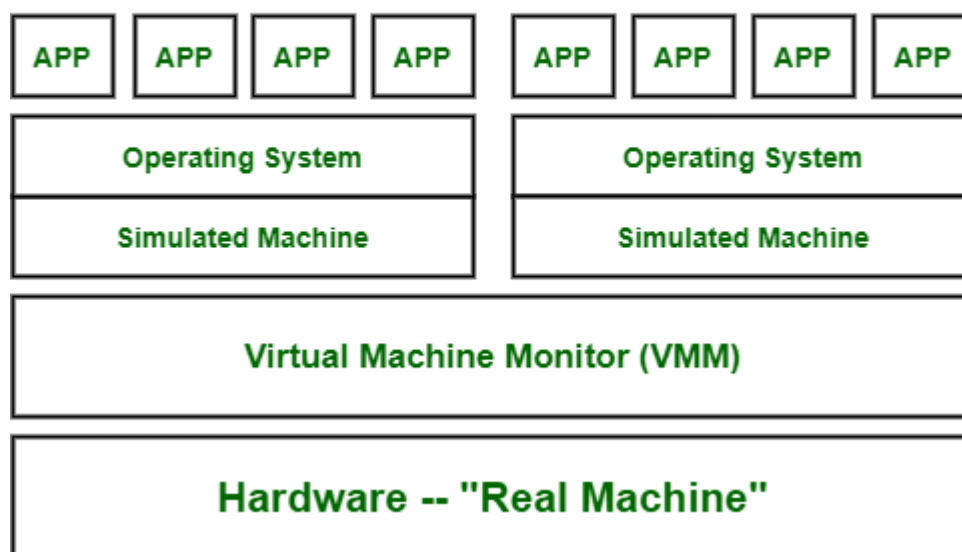 APP APP APP APP APP APP APP APP
Operating System Operating System
Simulated Machine Simulated Machine
Virtual Machine Monitor (VMM)
Hardware -- "Real Machine"